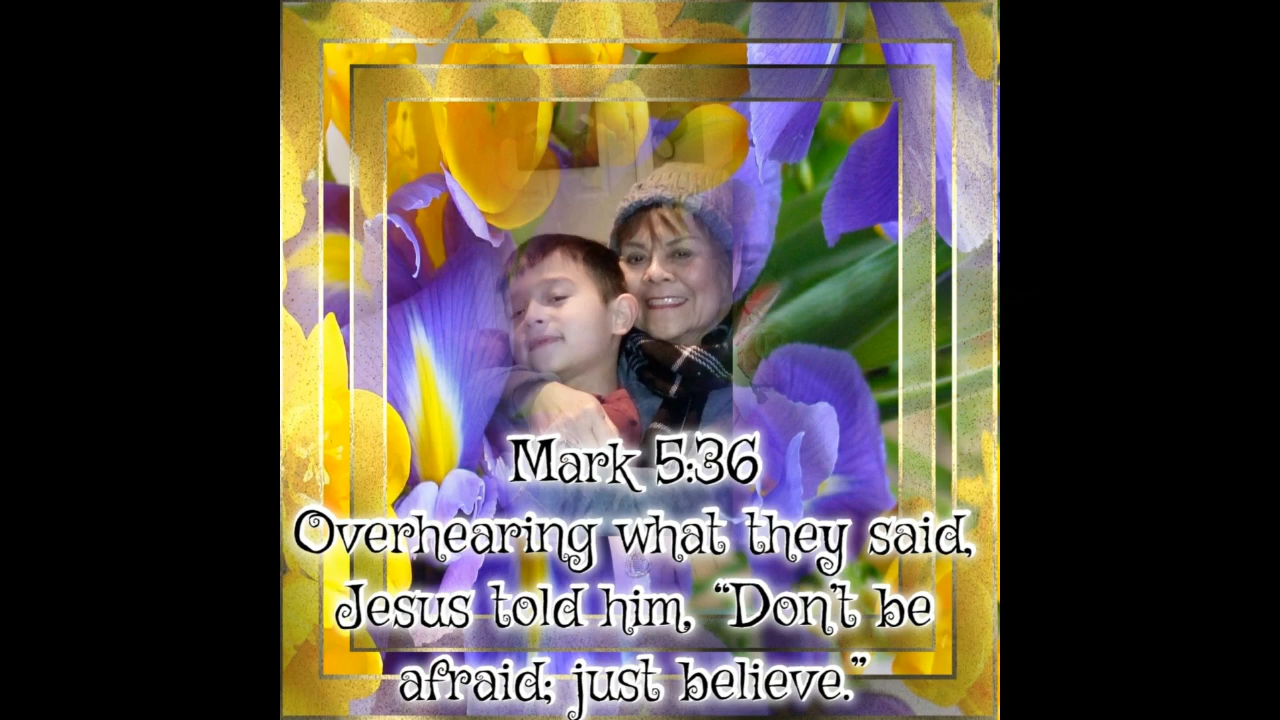 Mark 5:36
Overhearing what they said,
Jesus told him, “Don't be
afraid; just believe.”